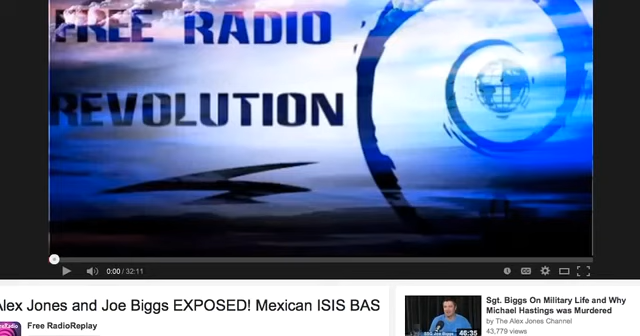 FREE RADIO
REVOLUTION
0:00 / 32:11
CC
Alex Jones and Joe Biggs EXPOSED! Mexican ISIS BAS
Free RadioReplay
46:35
Sgt. Biggs On Military Life and Why
Michael Hastings was Murdered
by The Alex Jones Channel
43,779 views